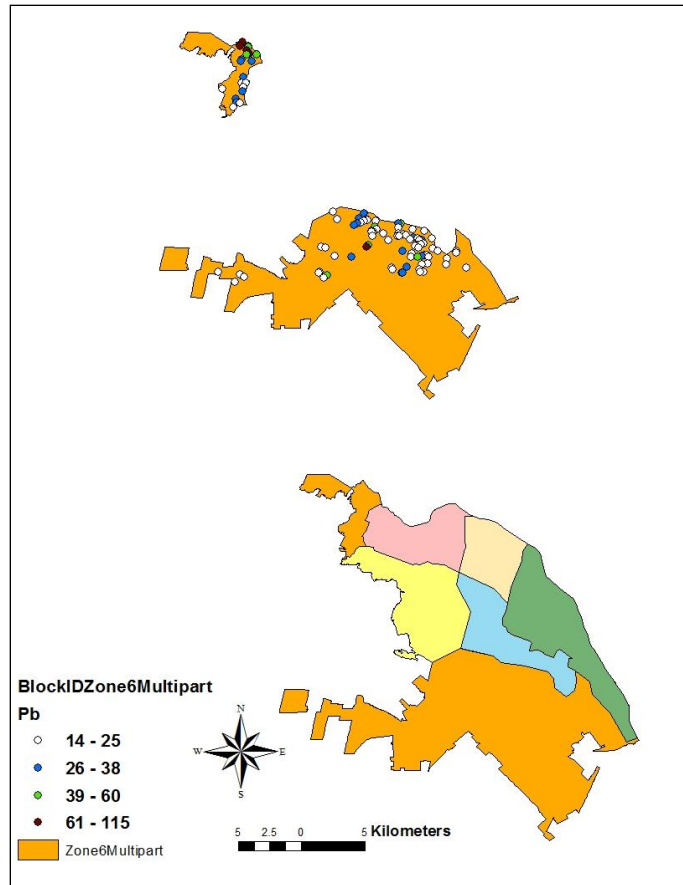 BlockIDZone6Multipart
Pb
14 - 25
26 - 38
39 - 60
61 - 115
Zone6Multipart
N
W E
S
5 2.5 0 5 Kilometers